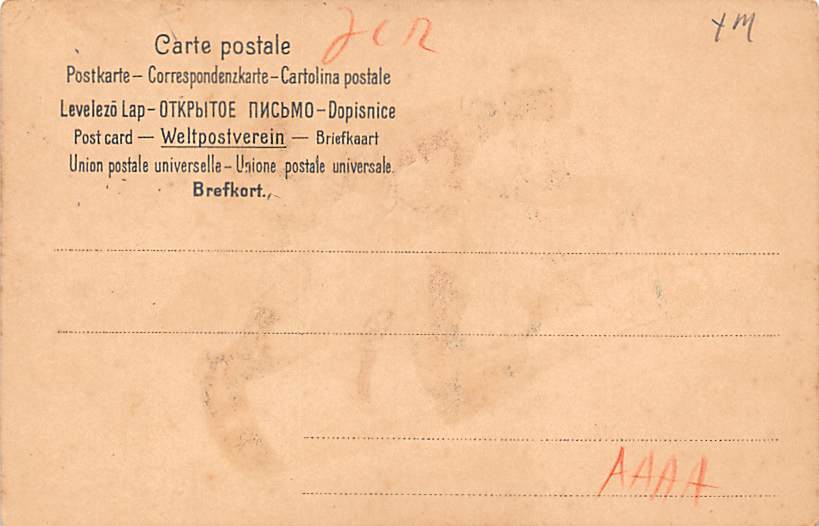 Carte postale
Postkarte – Correspondenzkarte – Cartolina postale
Levelezö Lap – ОТКРЫТОЕ ПИСЬМО – Dopisnice
Post card — Weltpostverein — Briefkaart
Union postale universelle – Unione postale universale.
Brefkort.
AAAA